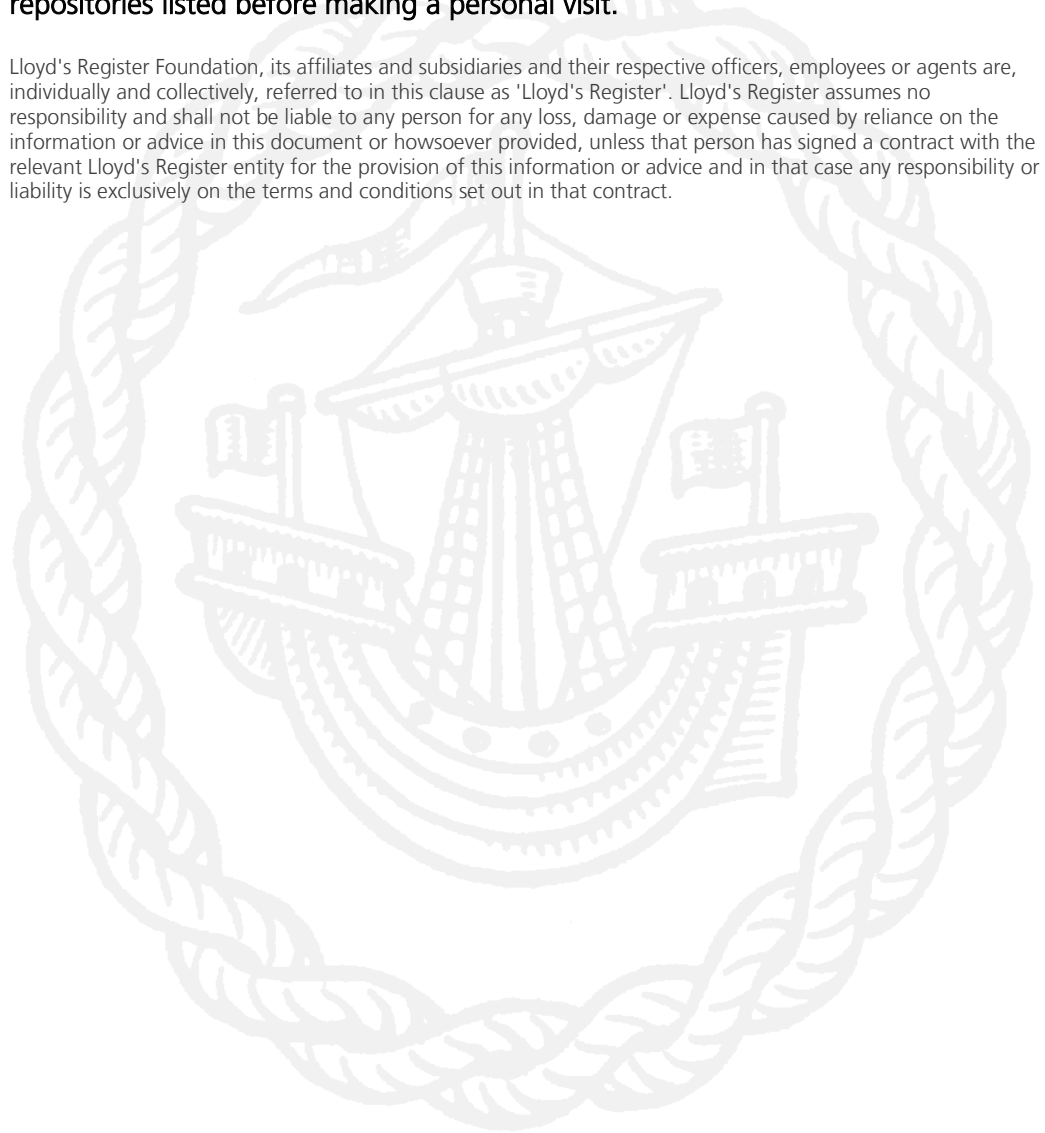 repositories listed before making a personal visit.
Lloyd's Register Foundation, its affiliates and subsidiaries and their respective officers, employees or agents are,
individually and collectively, referred to in this clause as 'Lloyd's Register'. Lloyd's Register assumes no
responsibility and shall not be liable to any person for any loss, damage or expense caused by reliance on the
information or advice in this document or howsoever provided, unless that person has signed a contract with the
relevant Lloyd's Register entity for the provision of this information or advice and in that case any responsibility or
liability is exclusively on the terms and conditions set out in that contract.